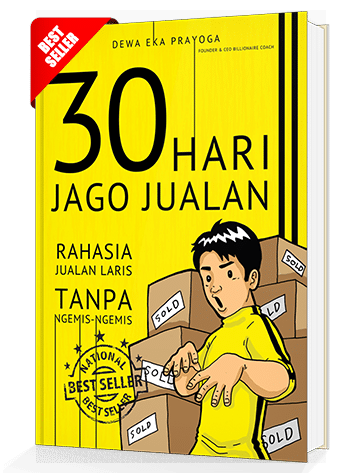 BEST
SELLER
DEWA EKA PRAYOGA
FOUNDER & CEO BILLIONAIRE COACH
30 HARI
JAGO JUALAN
RAHASIA
JUALAN LARIS
TANPA
NGEMIS-NGEMIS
SOLD
SOLD
SOLD
SOLD
SOLD
NATIONAL
BEST SELLER
BEST SELLER